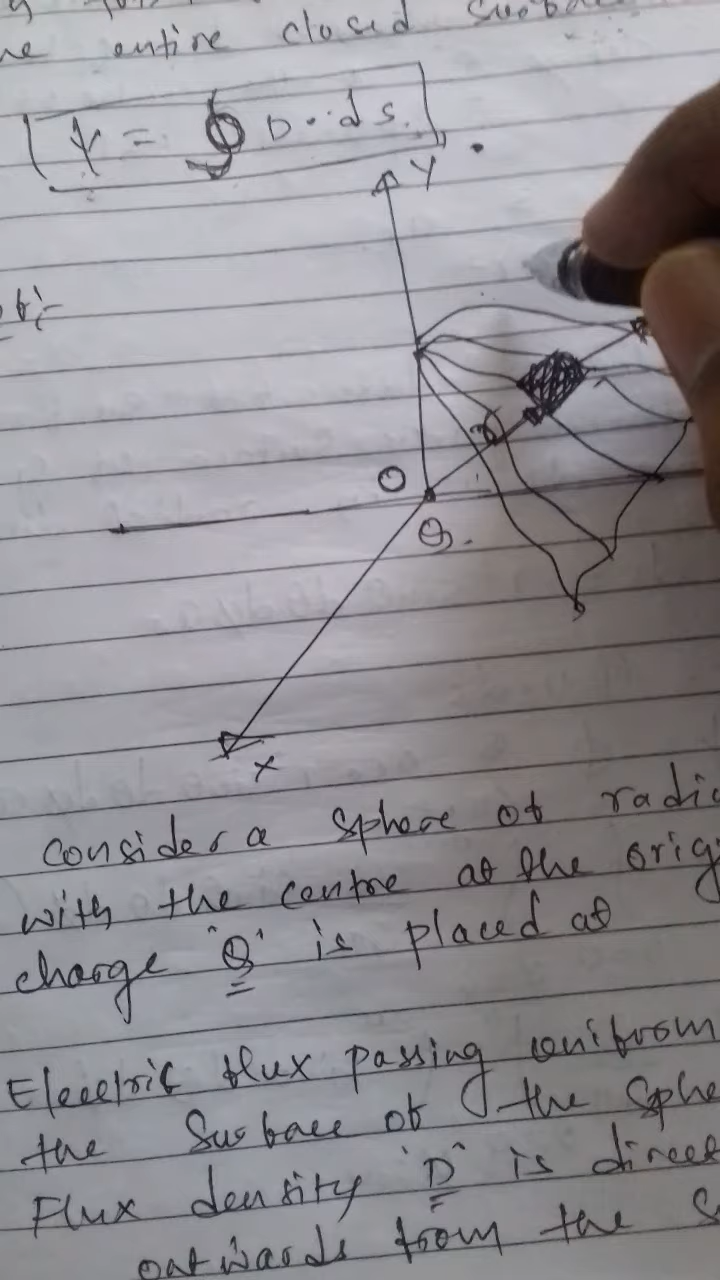 entire closed
ψ = ∮ D·ds.
Y
O
Q.
X
Consider a sphere of
with the centre at the
charge 'Q' is placed at
Electric flux passing
the Surface of the
Flux density 'D' is
outwards from the